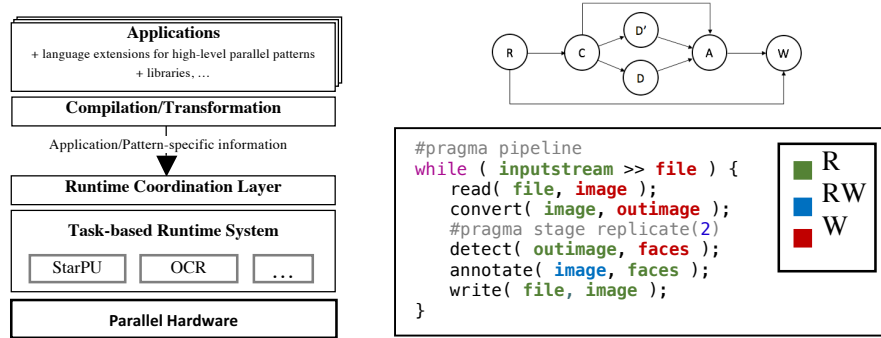 Applications
+ language extensions for high-level parallel patterns
+ libraries, …
Compilation/Transformation
Application/Pattern-specific information
Runtime Coordination Layer
Task-based Runtime System
StarPU
OCR
…
Parallel Hardware
R
C
D'
D
A
W
#pragma pipeline
while ( inputstream >> file ) {
read( file, image );
convert( image, outimage );
#pragma stage replicate(2)
detect( outimage, faces );
annotate( image, faces );
write( file, image );
}
R
RW
W